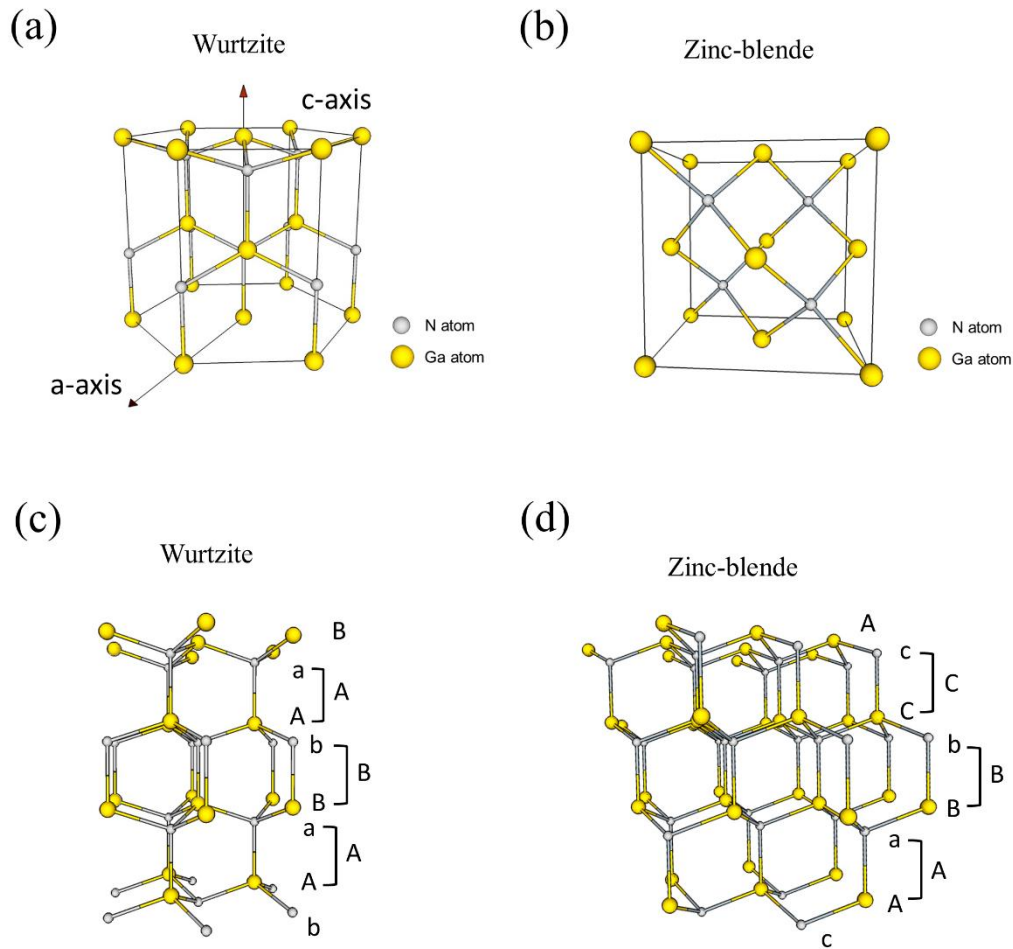 (a)
Wurtzite
c-axis
a-axis
N atom
Ga atom
(b)
Zinc-blende
N atom
Ga atom
(c)
Wurtzite
B
a
A
A
b
B
B
a
A
A
b
(d)
Zinc-blende
A
c
C
C
b
B
B
a
A
A
c